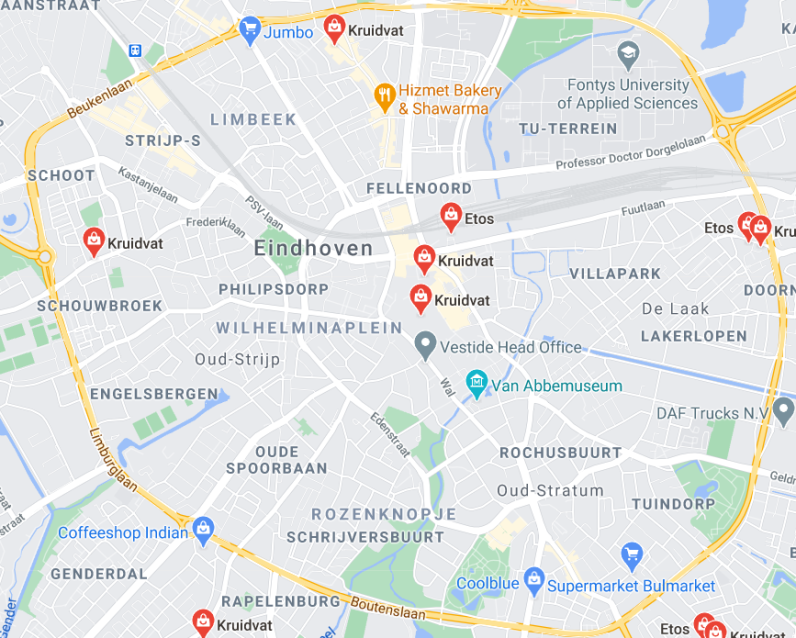 AANSTRAAT
Kruidvat
Jumbo
Beukenlaan
Hizmet Bakery
& Shawarma
Fontys University
of Applied Sciences
LIMBEEK
TU-TERREIN
STRIJP-S
Professor Doctor Dorgelolaan
SCHOOT
Kastanjelaan
FELLENOORD
PSV-laan
Frederiklaan
Etos
Fuutlaan
Etos
Kru
Kruidvat
Eindhoven
Kruidvat
VILLAPARK
PHILIPSDORP
DOORN
Kruidvat
SCHOUWBROEK
De Laak
WILHELMINAPLEIN
LAKERLOPEN
Vestide Head Office
Oud-Strijp
Wal
Van Abbemuseum
ENGELSBERGEN
DAF Trucks N.V
Edenstraat
Limburglaan
OUDE
SPOORBAAN
ROCHUSBUURT
Geldr
Oud-Stratum
TUINDORP
straat
ROZENKNOPJE
Coffeeshop Indian
SCHRIJVERSBUURT
GENDERDAL
Coolblue
Supermarket Bulmarket
Gender
RAPELENBURG
Boutenslaan
Kruidvat
Etos
Kruidvat